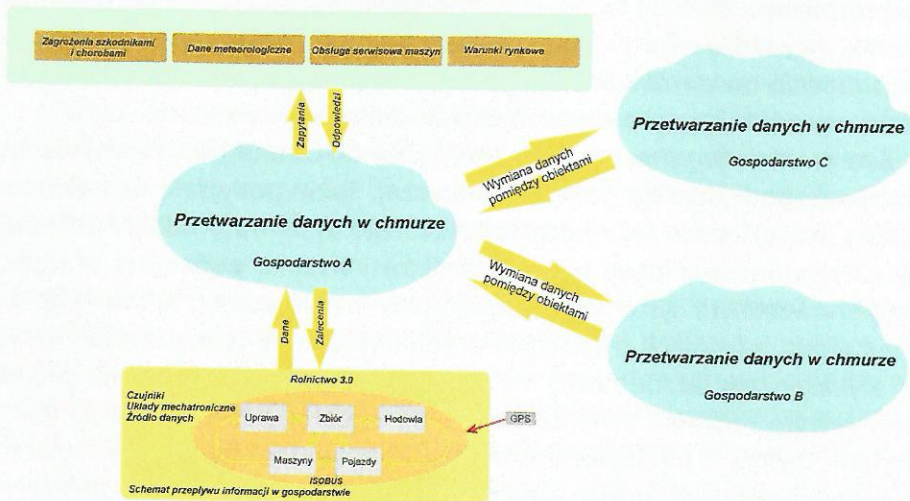 Zagrożenia szkodnikami
i chorobami
Dane meteorologiczne
Obsługa serwisowa maszyn
Warunki rynkowe
Zapytania
Odpowiedzi
Przetwarzanie danych w chmurze
Gospodarstwo C
Wymiana danych
pomiędzy obiektami
Przetwarzanie danych w chmurze
Gospodarstwo A
Wymiana danych
pomiędzy obiektami
Przetwarzanie danych w chmurze
Gospodarstwo B
Dane
Zalecenia
Rolnictwo 3.0
Czujniki
Układy mechatroniczne
Źródło danych
Uprawa
Zbiór
Hodowla
GPS
Maszyny
Pojazdy
ISOBUS
Schemat przepływu informacji w gospodarstwie